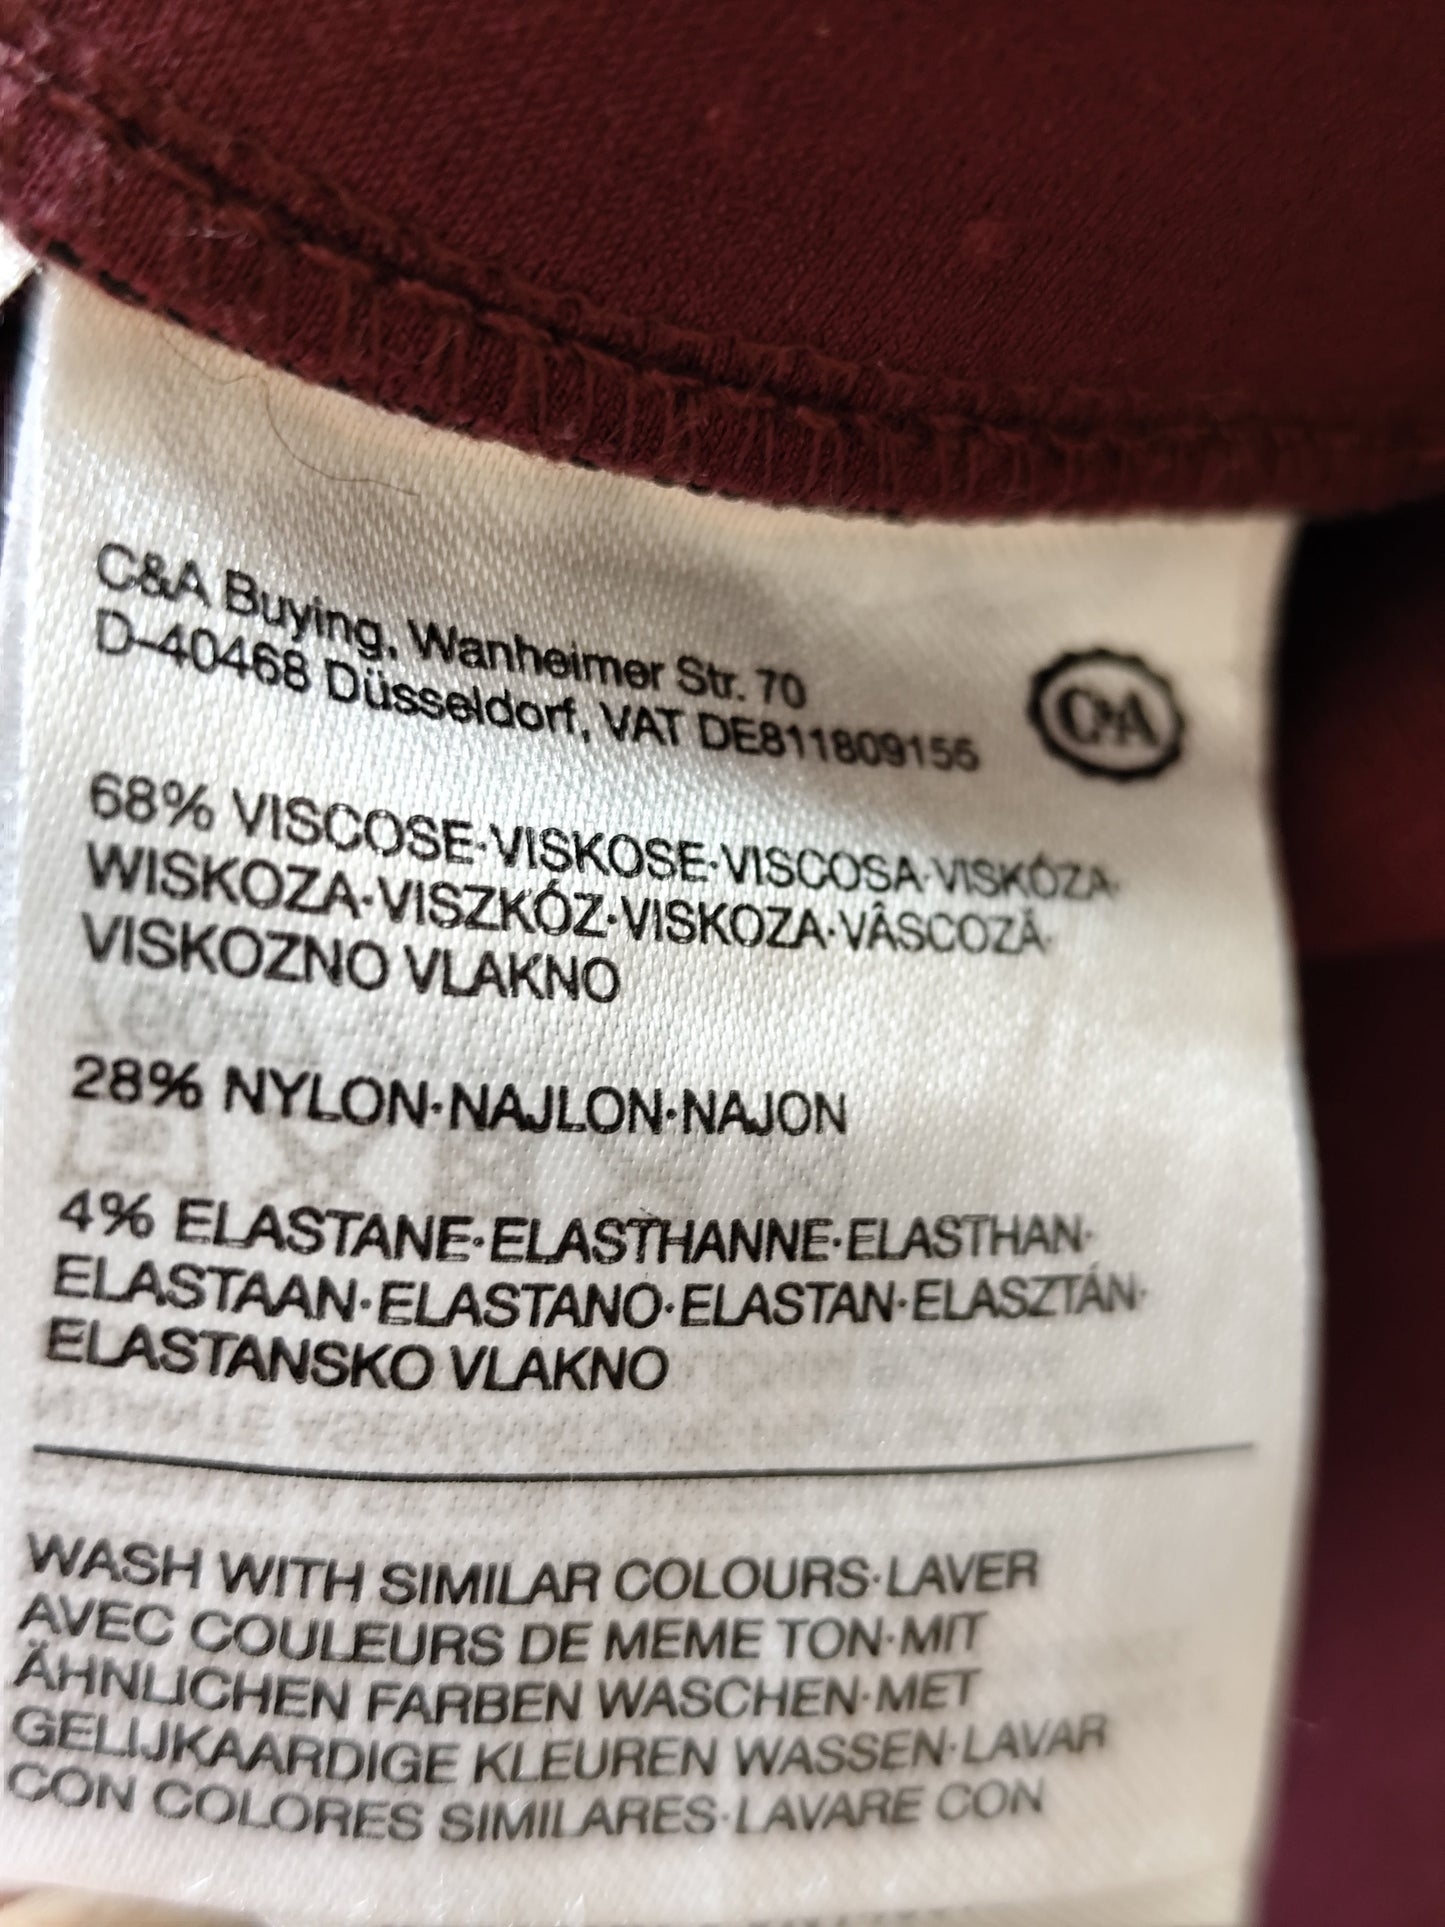 C&A Buying, Wanheimer Str. 70
D-40468 Düsseldorf, VAT DE811809156
C&A
68% VISCOSE·VISKOSE·VISCOSA·VISKÓZA·
WISKOZA·VISZKÓZ·VISKOZA·VÂSCOZĂ·
VISKOZNO VLAKNO
28% NYLON·NAJLON·NAJON
4% ELASTANE·ELASTHANNE·ELASTHAN·
ELASTAAN·ELASTANO·ELASTAN·ELASZTÁN·
ELASTANSKO VLAKNO
WASH WITH SIMILAR COLOURS·LAVER
AVEC COULEURS DE MEME TON·MIT
ÄHNLICHEN FARBEN WASCHEN·MET
GELIJKAARDIGE KLEUREN WASSEN·LAVAR
CON COLORES SIMILARES·LAVARE CON